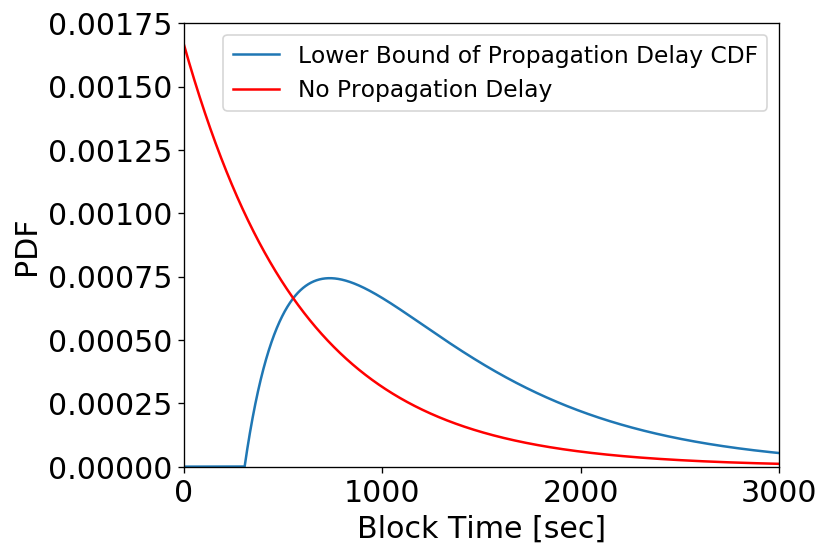 0.00175
0.00150
0.00125
0.00100
0.00075
0.00050
0.00025
0.00000
PDF
Lower Bound of Propagation Delay CDF
No Propagation Delay
0 1000 2000 3000
Block Time [sec]